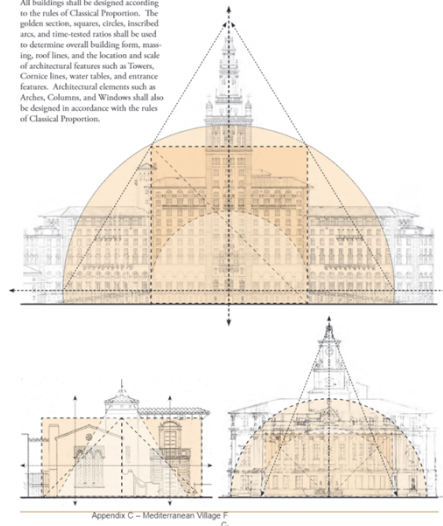 All buildings shall be designed according
to the rules of Classical Proportion. The
golden section, squares, circles, inscribed
arcs, and time-tested ratios shall be used
to determine overall building form, mass-
ing, roof lines, and the location and scale
of architectural features such as Towers,
Cornice lines, water tables, and entrance
features. Architectural elements such as
Arches, Columns, and Windows shall also
be designed in accordance with the rules
of Classical Proportion.
Appendix C – Mediterranean Village F
C-